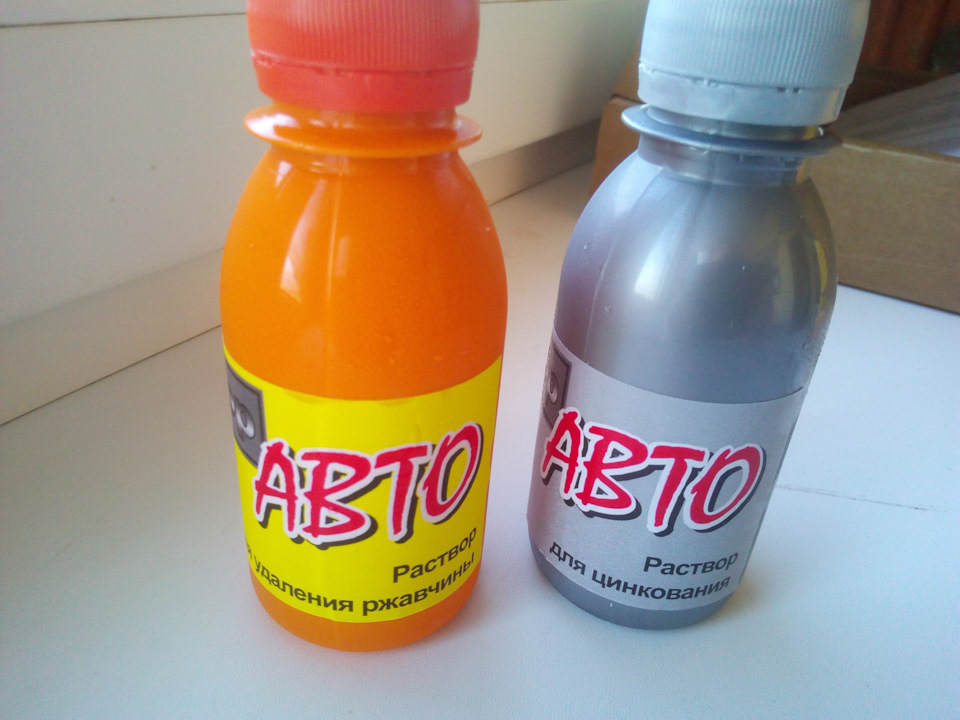 АВТО
Раствор
удаления ржавчины
АВТО
Раствор
для цинкования